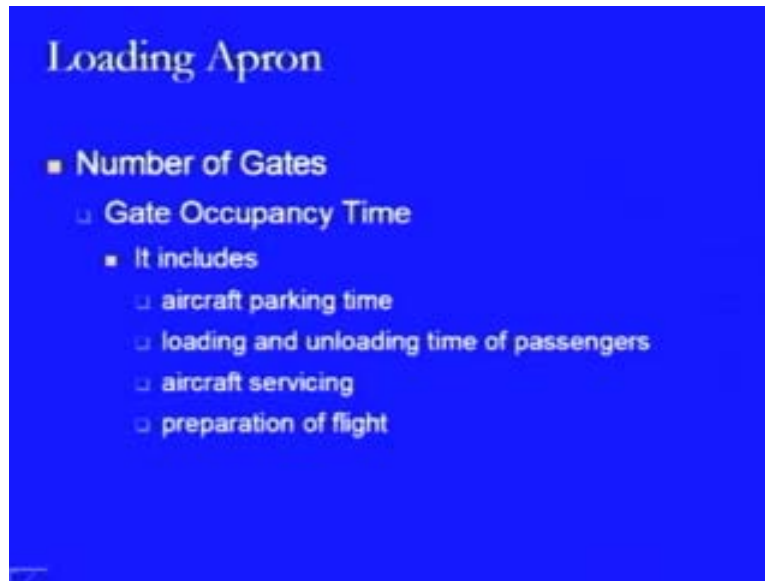 Loading Apron
Number of Gates
Gate Occupancy Time
It includes
aircraft parking time
loading and unloading time of passengers
aircraft servicing
preparation of flight